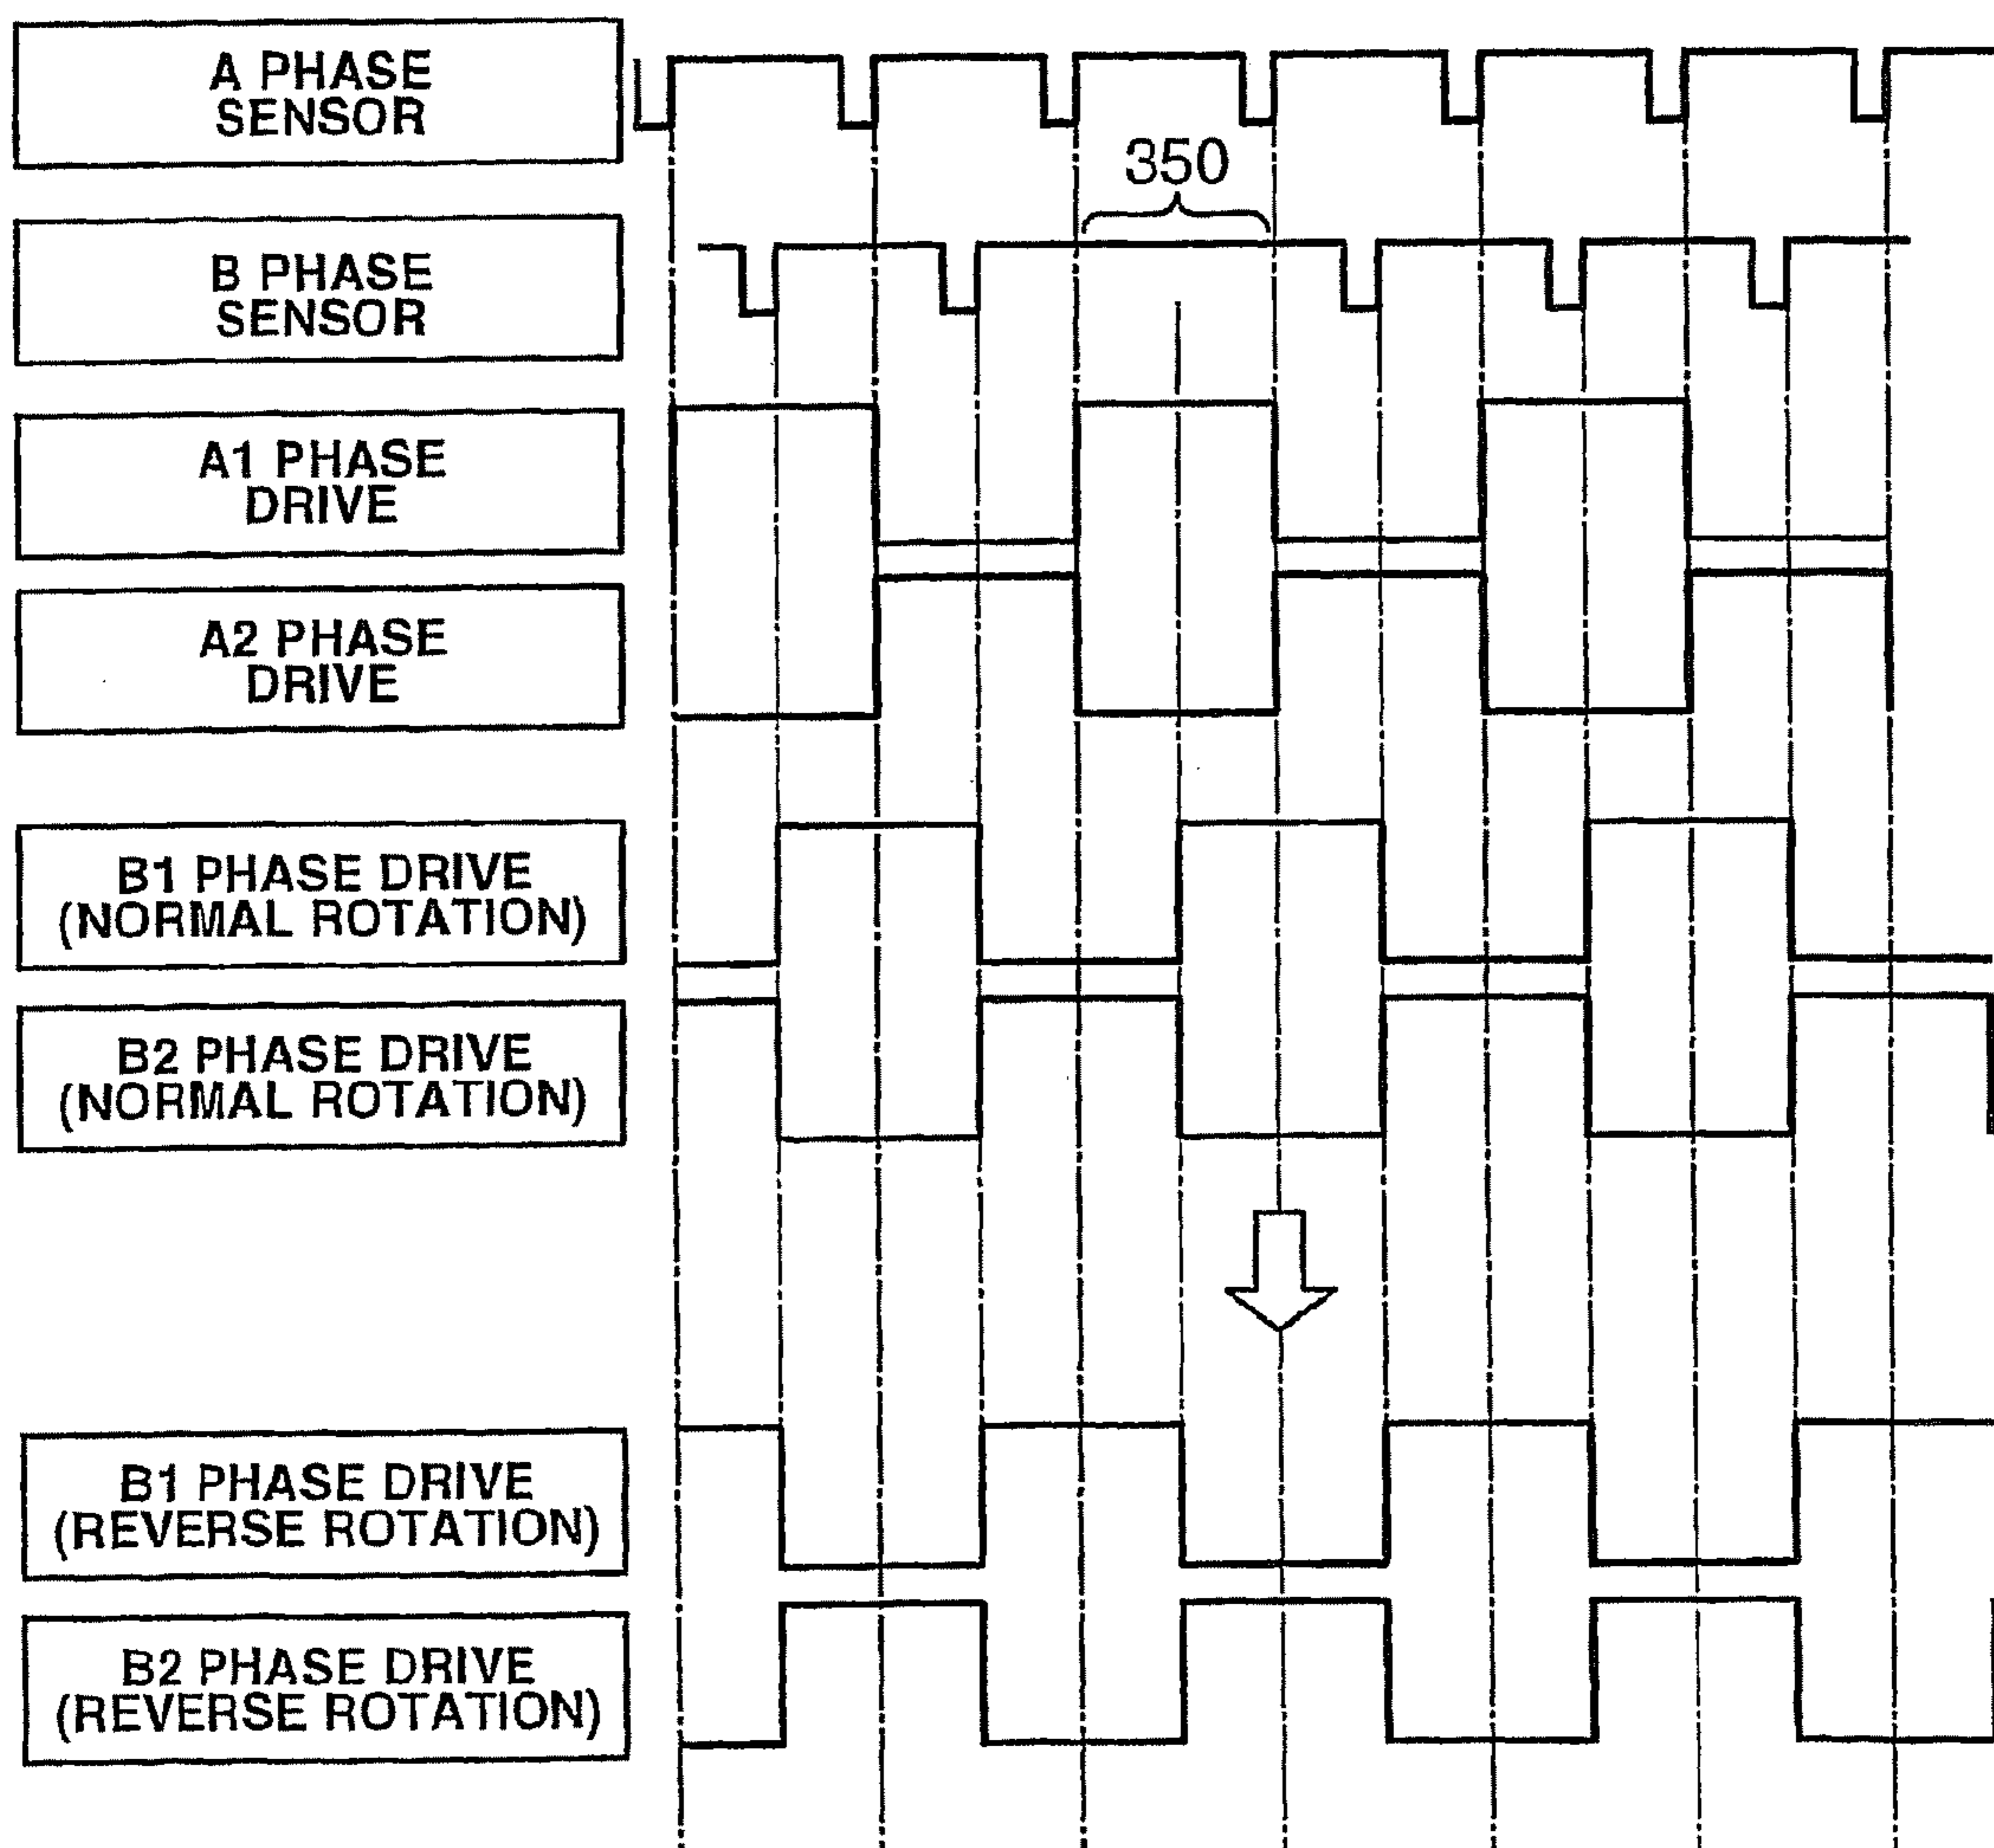 A PHASE
SENSOR
350
B PHASE
SENSOR
A1 PHASE
DRIVE
A2 PHASE
DRIVE
B1 PHASE DRIVE
(NORMAL ROTATION)
B2 PHASE DRIVE
(NORMAL ROTATION)
B1 PHASE DRIVE
(REVERSE ROTATION)
B2 PHASE DRIVE
(REVERSE ROTATION)